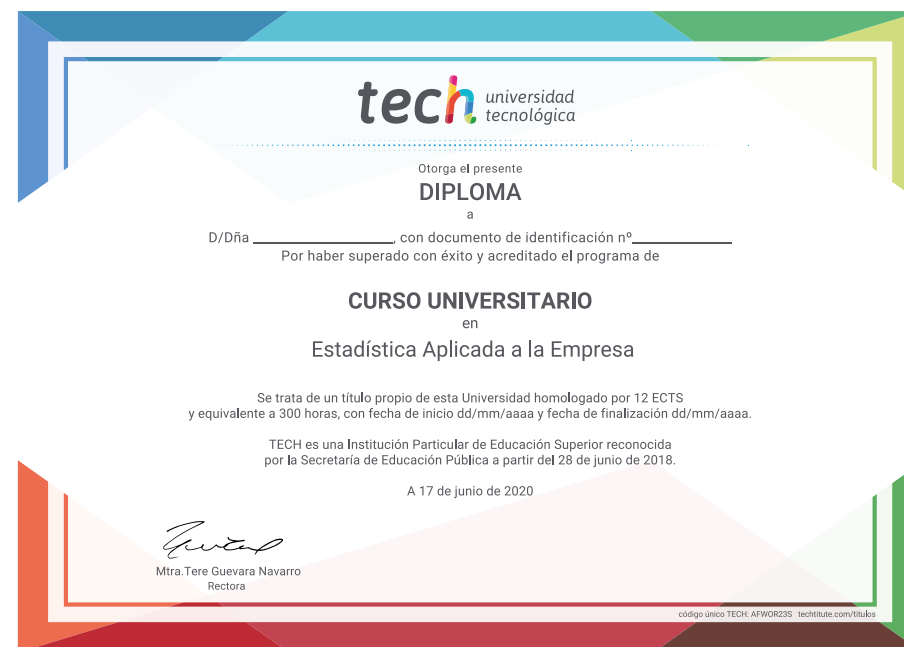 tech universidad
tecnológica
Otorga el presente
DIPLOMA
a
D/Dña ____________________, con documento de identificación nº______________
Por haber superado con éxito y acreditado el programa de
CURSO UNIVERSITARIO
en
Estadística Aplicada a la Empresa
Se trata de un título propio de esta Universidad homologado por 12 ECTS
y equivalente a 300 horas, con fecha de inicio dd/mm/aaaa y fecha de finalización dd/mm/aaaa.
TECH es una Institución Particular de Educación Superior reconocida
por la Secretaría de Educación Pública a partir del 28 de junio de 2018.
A 17 de junio de 2020
Mtra.Tere Guevara Navarro
Rectora
código único TECH: AFWOR23S techtitute.com/titulos